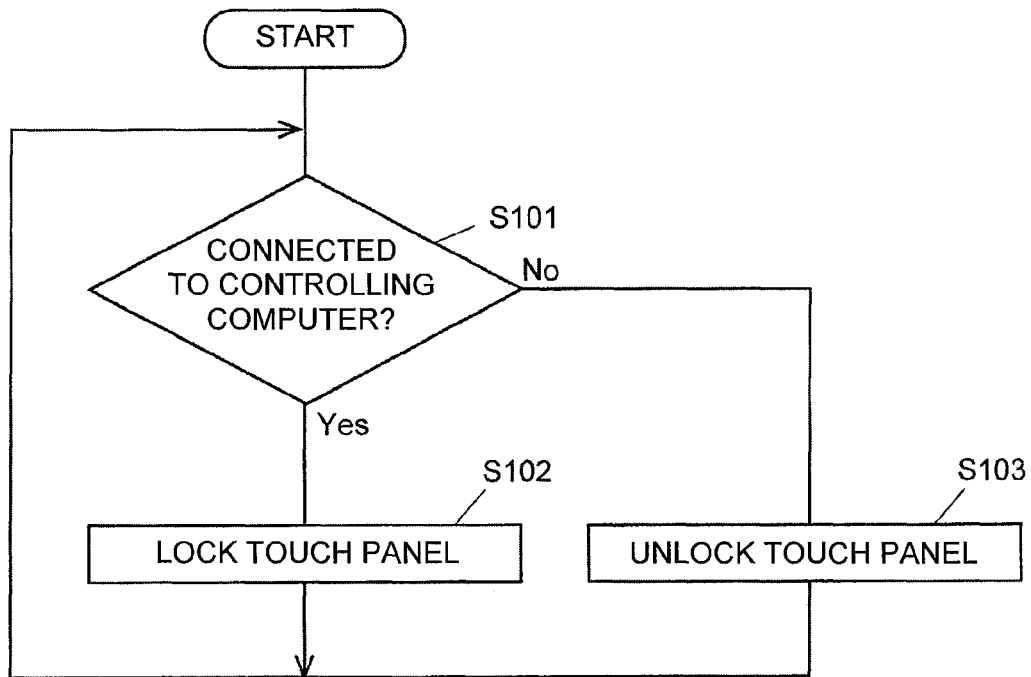 START
S101
CONNECTED
TO CONTROLLING
COMPUTER?
No
Yes
S102
LOCK TOUCH PANEL
S103
UNLOCK TOUCH PANEL